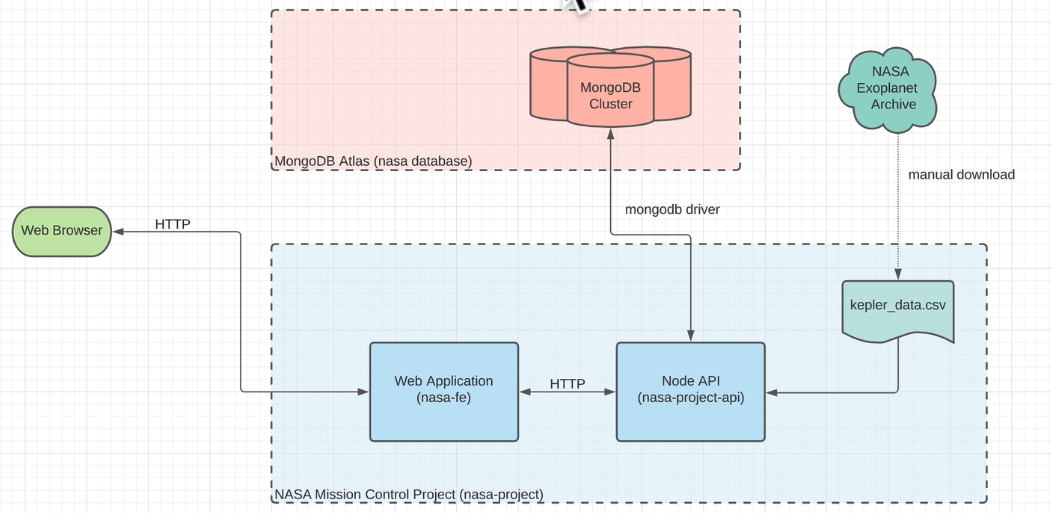 MongoDB
Cluster
NASA
Exoplanet
Archive
MongoDB Atlas (nasa database)
manual download
mongodb driver
HTTP
Web Browser
kepler_data.csv
Web Application
(nasa-fe)
HTTP
Node API
(nasa-project-api)
NASA Mission Control Project (nasa-project)